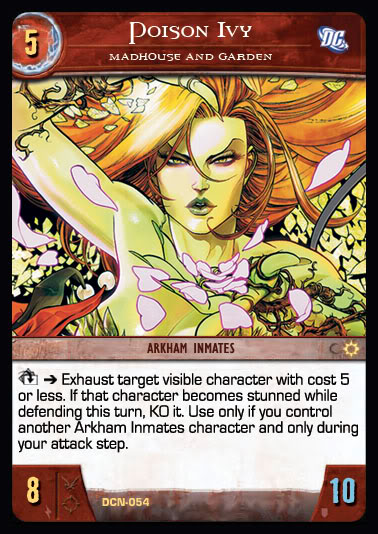 5
Poison Ivy
DC
MADHOUSE AND GARDEN
ARKHAM INMATES
➔ Exhaust target visible character with cost 5
or less. If that character becomes stunned while
defending this turn, KO it. Use only if you control
another Arkham Inmates character and only during
your attack step.
8
DCN-054
10